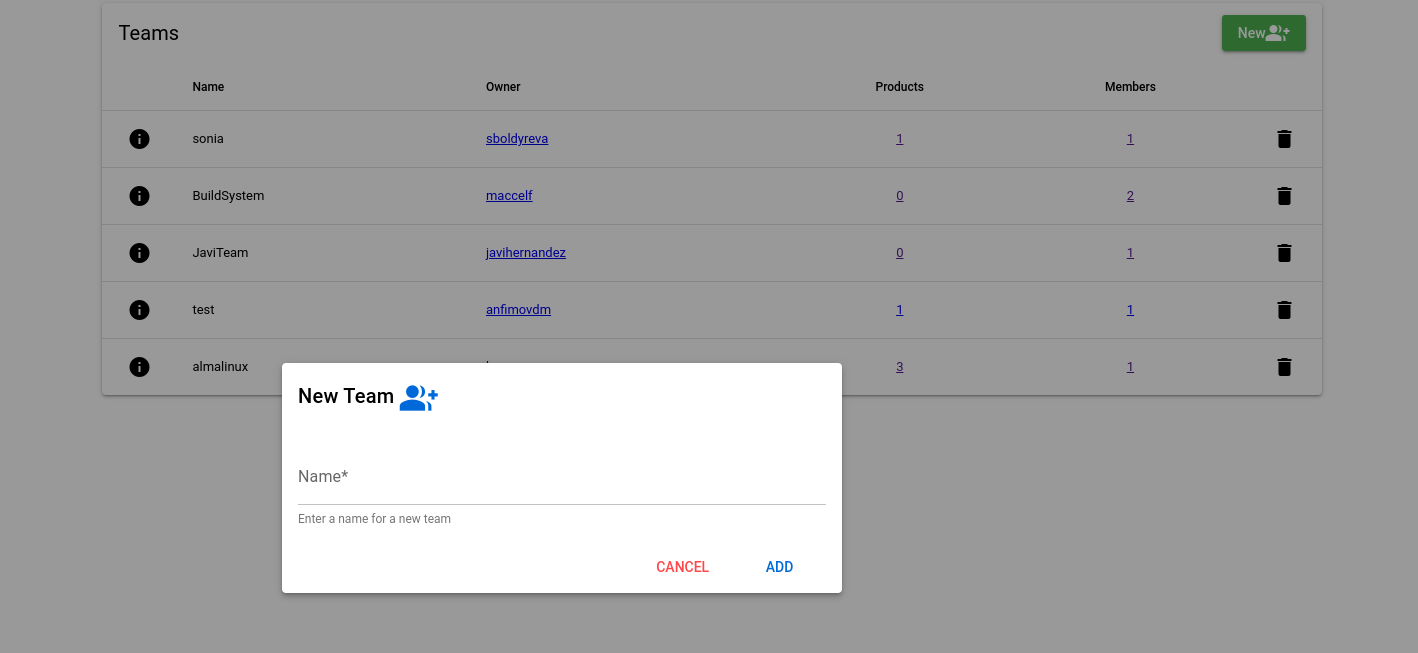 Teams New
Name Owner Products Members
sonia sboldyreva 1 1
BuildSystem maccelf 0 2
JaviTeam javihernandez 0 1
test anfimovdm 1 1
almalinux 3 1
New Team
Name*
Enter a name for a new team
CANCEL ADD